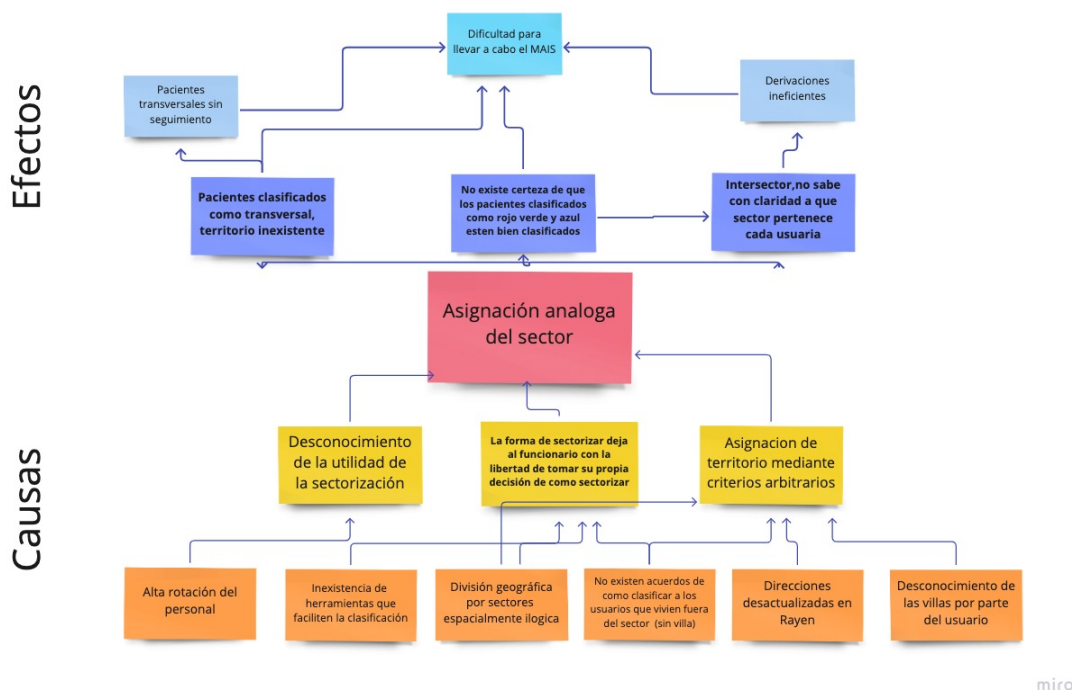 Efectos
Dificultad para
llevar a cabo el MAIS
Pacientes
transversales sin
seguimiento
Derivaciones
ineficientes
Pacientes clasificados
como transversal,
territorio inexistente
No existe certeza de que
los pacientes clasificados
como rojo verde y azul
esten bien clasificados
Intersector,no sabe
con claridad a que
sector pertenece
cada usuaria
Asignación analoga
del sector
Causas
Desconocimiento
de la utilidad de
la sectorización
La forma de sectorizar deja
al funcionario con la
libertad de tomar su propia
decisión de como sectorizar
Asignacion de
territorio mediante
criterios arbitrarios
Alta rotación del
personal
Inexistencia de
herramientas que
faciliten la clasificación
División geográfica
por sectores
espacialmente ilogica
No existen acuerdos de
como clasificar a los
usuarios que vivien fuera
del sector (sin villa)
Direcciones
desactualizadas en
Rayen
Desconocimiento de
las villas por parte
del usuario
miro